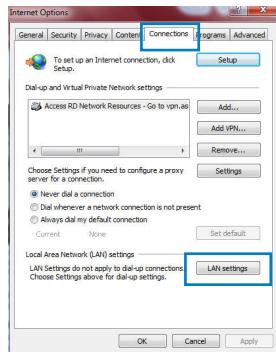 Internet Options
General Security Privacy Content Connections Programs Advanced
To set up an Internet connection, click Setup.
Setup
Dial-up and Virtual Private Network settings
Access RD Network Resources - Go to vpn.as
Add...
Add VPN...
Remove...
Choose Settings if you need to configure a proxy
server for a connection.
Settings
Never dial a connection
Dial whenever a network connection is not present
Always dial my default connection
Current None
Set default
Local Area Network (LAN) settings
LAN Settings do not apply to dial-up connections.
Choose Settings above for dial-up settings.
LAN settings
OK Cancel Apply